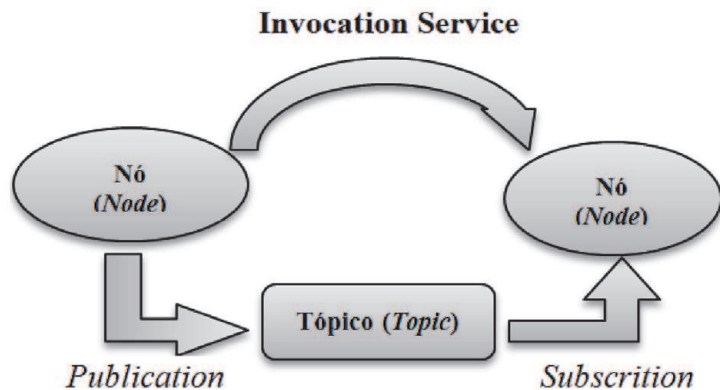 Invocation Service
Nó
(Node)
Nó
(Node)
Tópico (Topic)
Publication
Subscrition